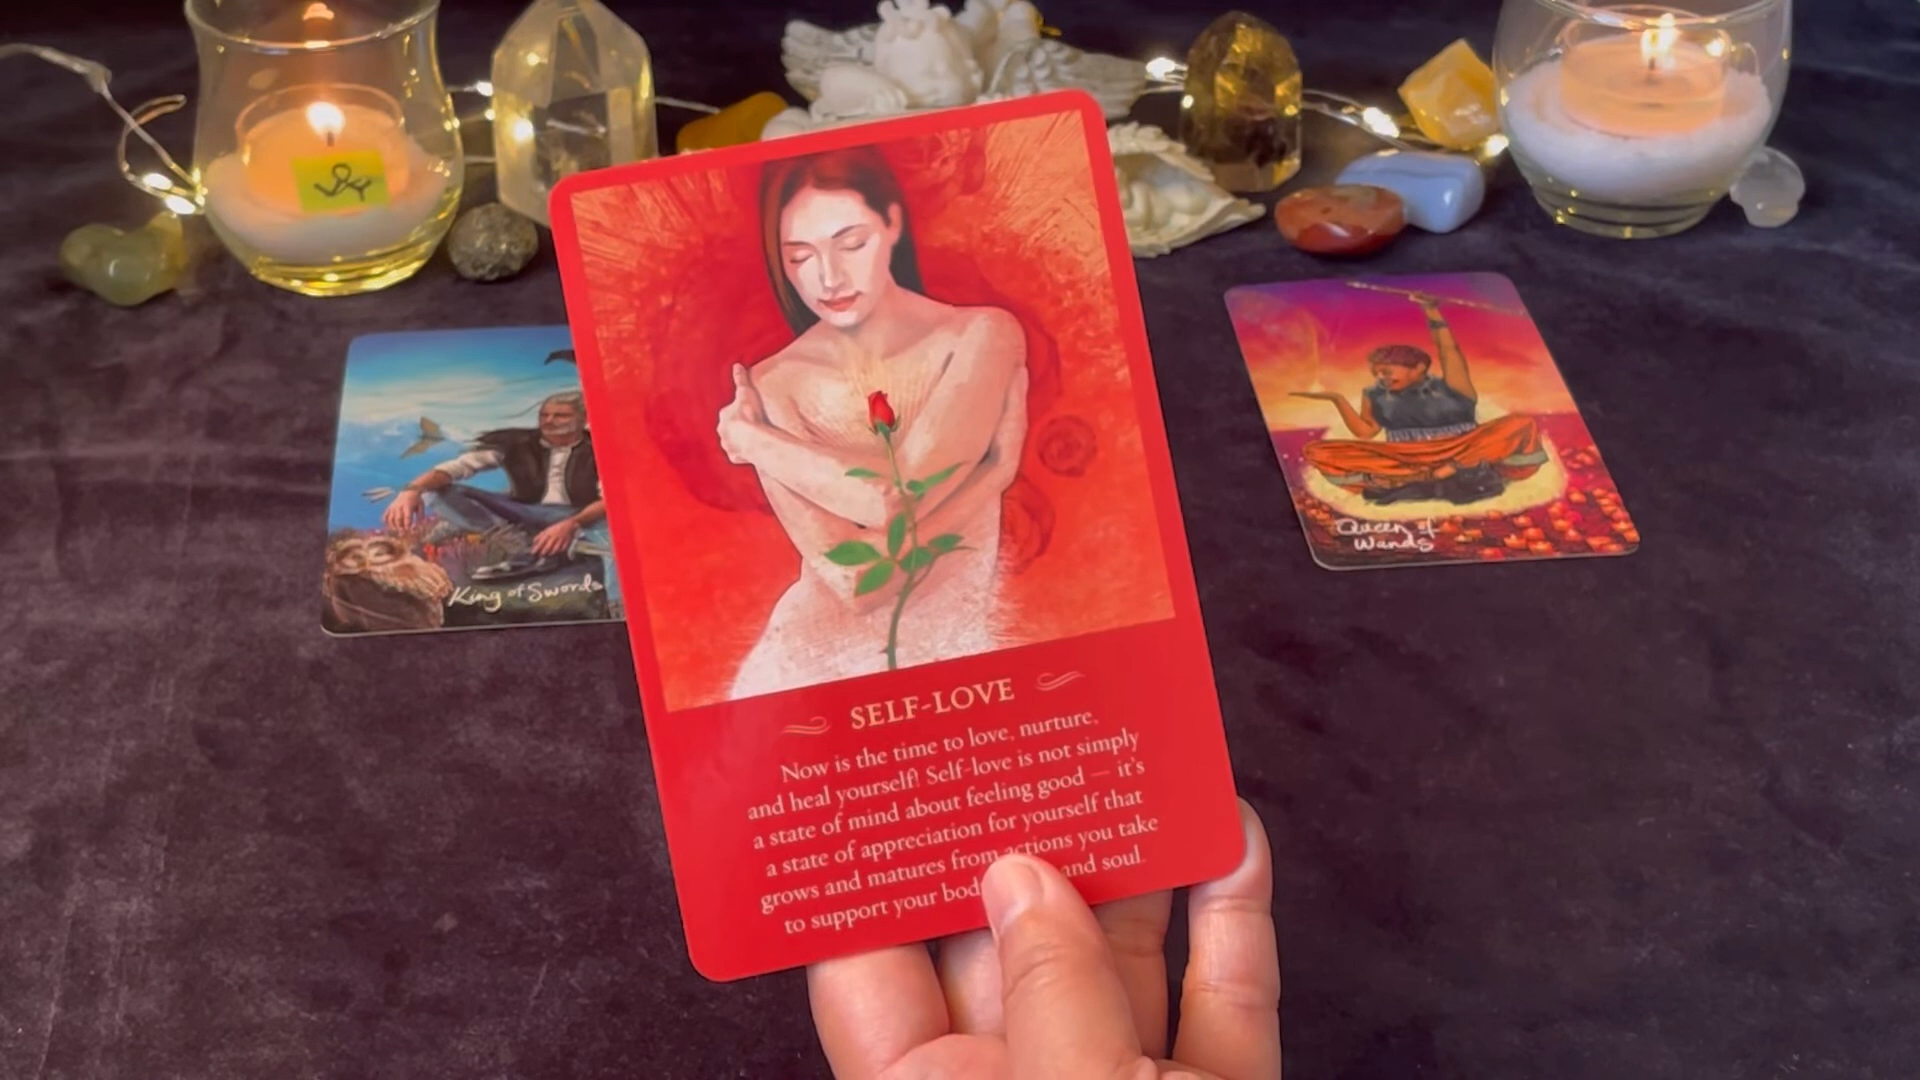 SELF-LOVE
Now is the time to love, nurture,
and heal yourself! Self-love is not simply
a state of mind about feeling good — it's
a state of appreciation for yourself that
grows and matures from actions you take
to support your and soul.
King of Swords
Queen of
Wands